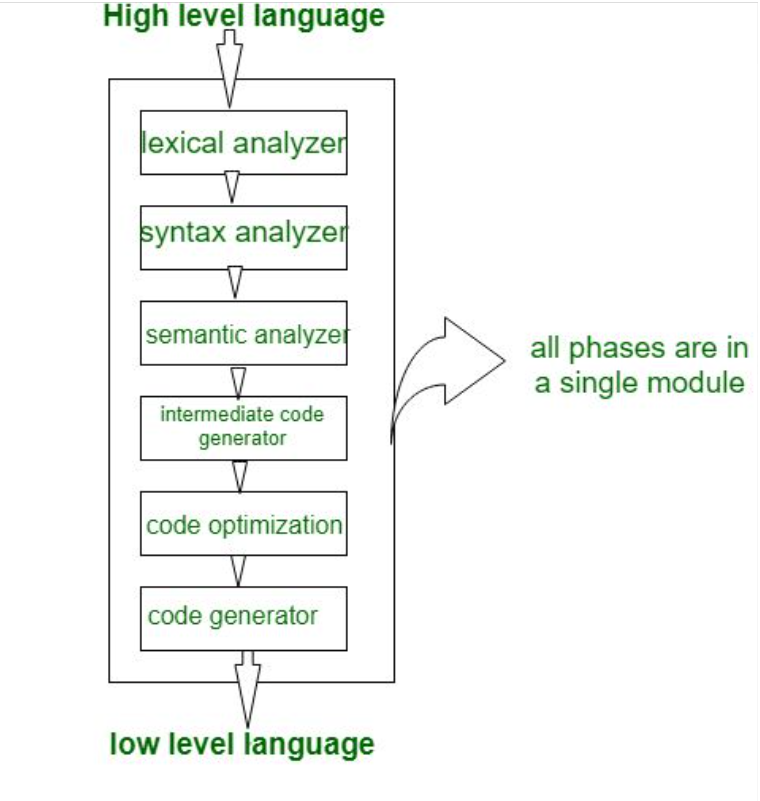 High level language
lexical analyzer
syntax analyzer
semantic analyzer
intermediate code
generator
code optimization
code generator
low level language
all phases are in
a single module